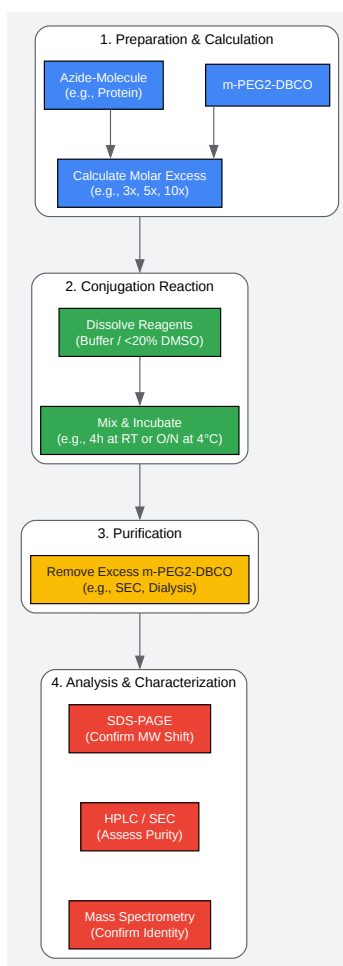 1. Preparation & Calculation
Azide-Molecule
(e.g., Protein)
m-PEG2-DBCO
Calculate Molar Excess
(e.g., 3x, 5x, 10x)
2. Conjugation Reaction
Dissolve Reagents
(Buffer / <20% DMSO)
Mix & Incubate
(e.g., 4h at RT or O/N at 4°C)
3. Purification
Remove Excess m-PEG2-DBCO
(e.g., SEC, Dialysis)
4. Analysis & Characterization
SDS-PAGE
(Confirm MW Shift)
HPLC / SEC
(Assess Purity)
Mass Spectrometry
(Confirm Identity)